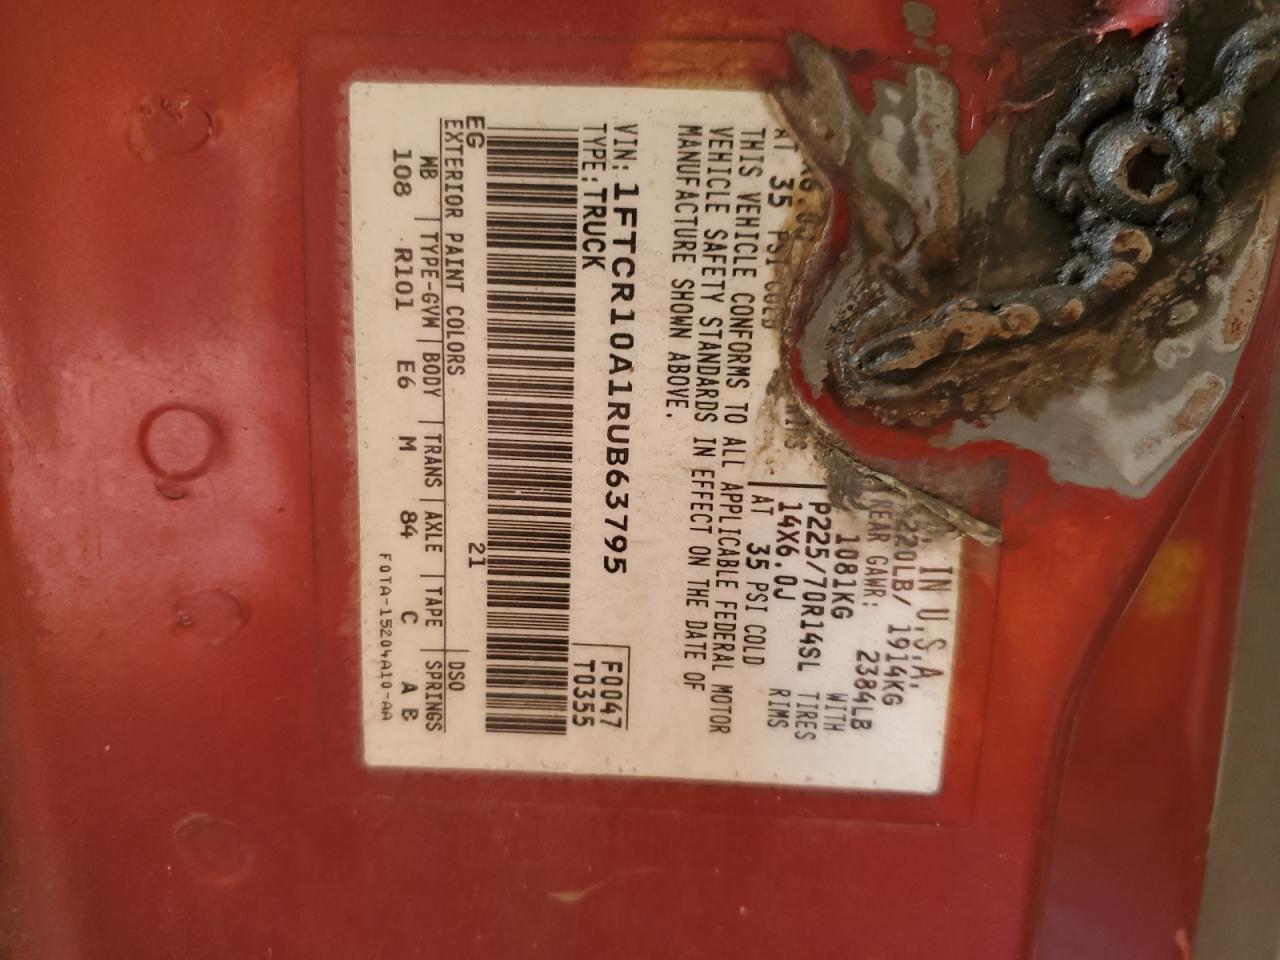 IN U.S.A.
220LB/ 1914KG
REAR GAWR: 2384LB
1081KG WITH
P225/70R14SL TIRES
14X6.0J RIMS
AT 35 PSI COLD AT 35 PSI COLD
THIS VEHICLE CONFORMS TO ALL APPLICABLE FEDERAL MOTOR
VEHICLE SAFETY STANDARDS IN EFFECT ON THE DATE OF
MANUFACTURE SHOWN ABOVE.
VIN: 1FTCR10A1RUB63795 F0047
TYPE: TRUCK T0355
EG 21
EXTERIOR PAINT COLORS DSO
WB TYPE-GVM BODY TRANS AXLE TAPE SPRINGS
108 R101 E6 M 84 C A B
F0TA-15204A10-AA